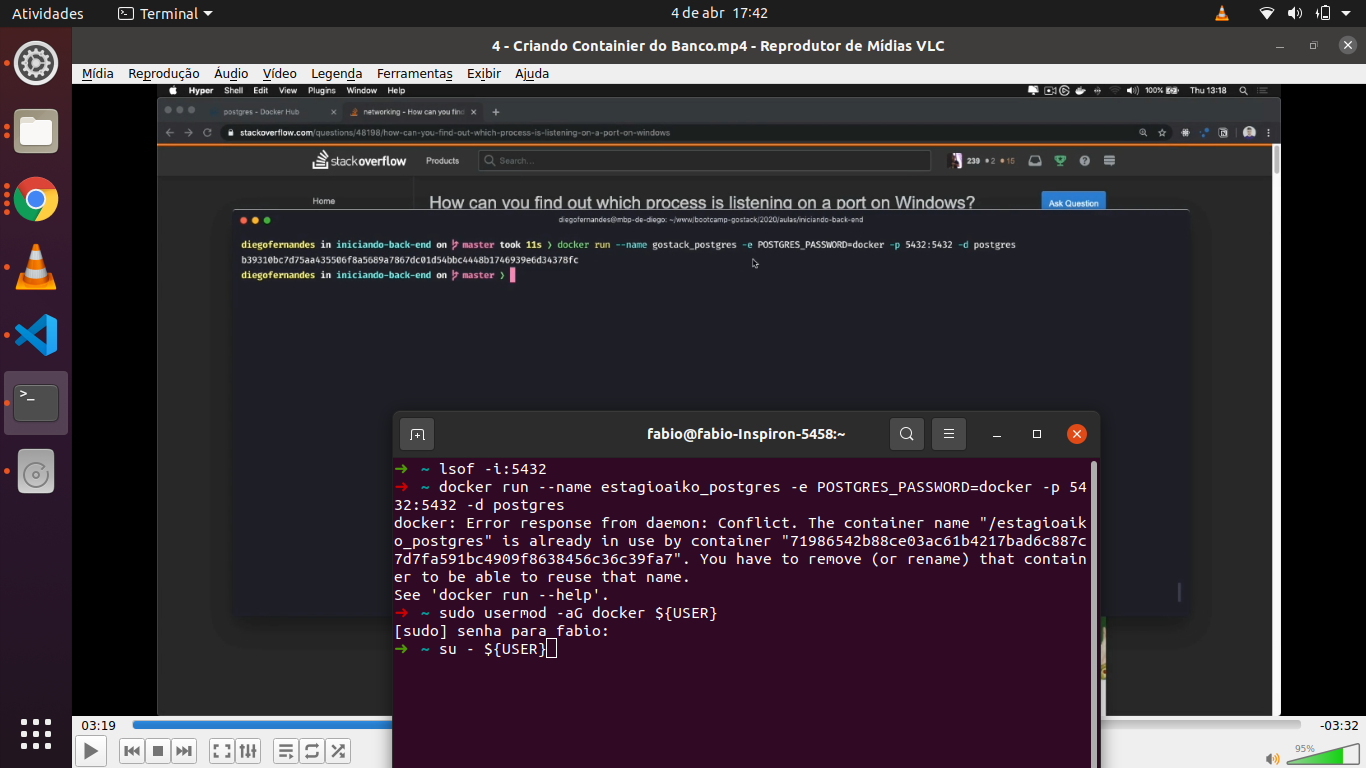 Atividades
Terminal
4 de abr 17:42
4 - Criando Containier do Banco.mp4 - Reprodutor de Mídias VLC
Mídia Reprodução Áudio Vídeo Legenda Ferramentas Exibir Ajuda
Hyper Shell Edit View Plugins Window Help
100%
Thu 13:18
postgres - Docker Hub
networking - How can you find
stackoverflow.com/questions/48198/how-can-you-find-out-which-process-is-listening-on-a-port-on-windows
stackoverflow
Products
Search...
239 2 15
Home
How can you find out which process is listening on a port on Windows?
Ask Question
diegofernandes@mbp-de-diego: ~/www/bootcamp-gostack/2020/aulas/iniciando-back-end
diegofernandes in iniciando-back-end on master took 11s ❯ docker run --name gostack_postgres -e POSTGRES_PASSWORD=docker -p 5432:5432 -d postgres
b39310bc7d75aa435506f8a5689a7867dc01d54bbc4448b1746939e6d34378fc
diegofernandes in iniciando-back-end on master ❯
fabio@fabio-Inspiron-5458:~
➜ ~ lsof -i:5432
➜ ~ docker run --name estagioaiko_postgres -e POSTGRES_PASSWORD=docker -p 54
32:5432 -d postgres
docker: Error response from daemon: Conflict. The container name "/estagioaik
o_postgres" is already in use by container "71986542b88ce03ac61b4217bad6c887c
7d7fa591bc4909f8638456c36c39fa7". You have to remove (or rename) that contain
er to be able to reuse that name.
See 'docker run --help'.
➜ ~ sudo usermod -aG docker ${USER}
[sudo] senha para fabio:
➜ ~ su - ${USER}
03:19
-03:32
95%